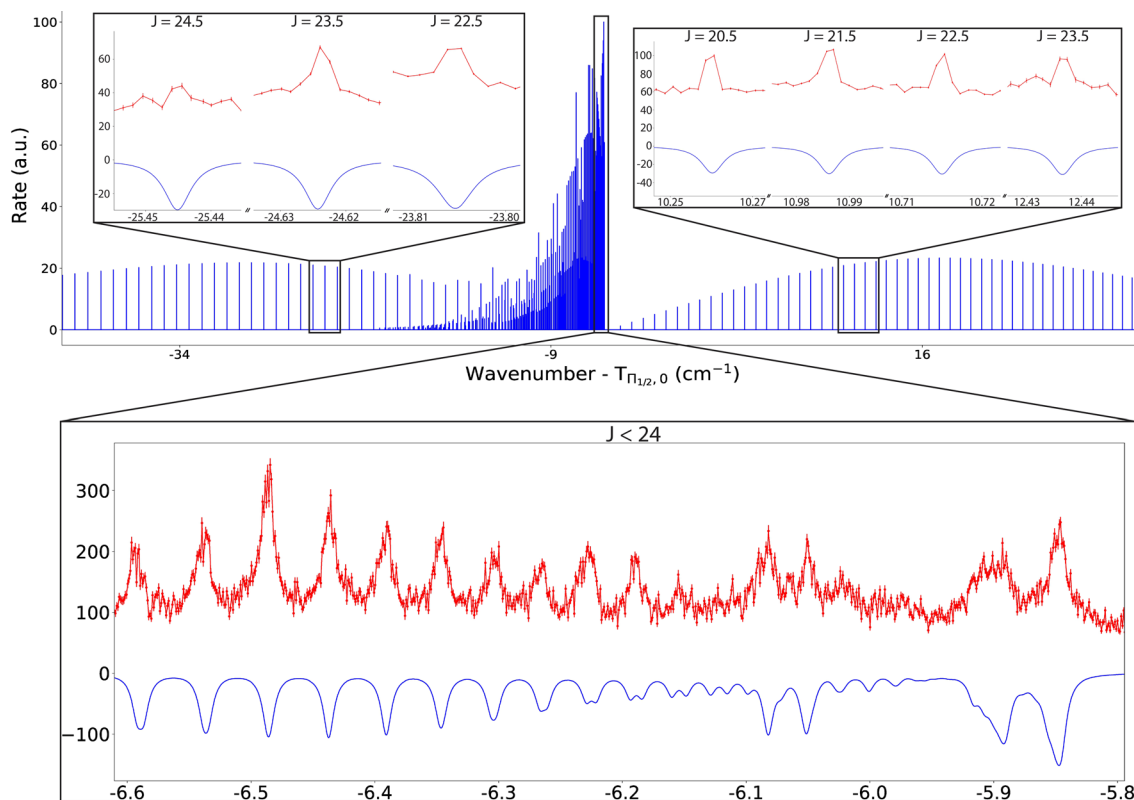 J = 24.5 J = 23.5 J = 22.5
60
40
20
0
-20
-25.45 -25.44 // -24.63 -24.62 // -23.81 -23.80
J = 20.5 J = 21.5 J = 22.5 J = 23.5
100
80
60
40
20
0
-20
-40
10.25 10.27 // 10.98 10.99 // 10.71 10.72 // 12.43 12.44
100
80
60
40
20
0
Rate (a.u.)
-34 -9 16
Wavenumber - TΠ1/2, 0 (cm−1)
J < 24
300
200
100
0
−100
-6.6 -6.5 -6.4 -6.3 -6.2 -6.1 -6.0 -5.9 -5.8